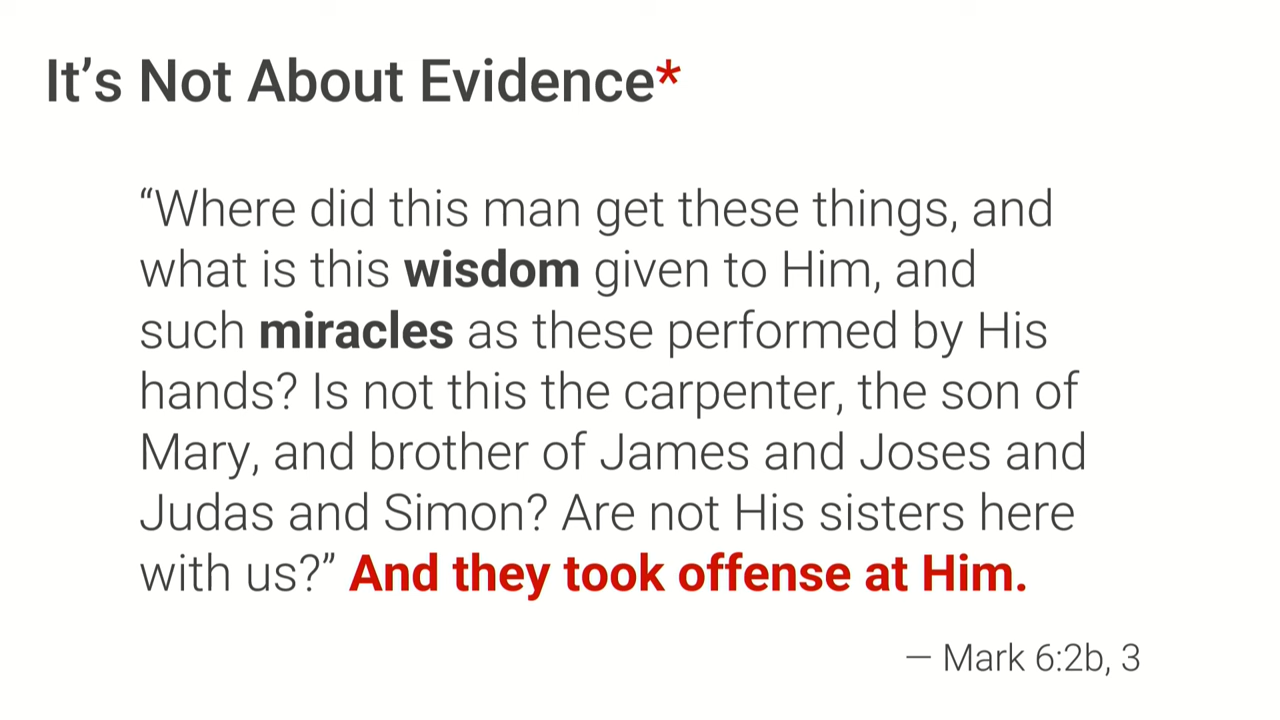 It’s Not About Evidence*
“Where did this man get these things, and
what is this wisdom given to Him, and
such miracles as these performed by His
hands? Is not this the carpenter, the son of
Mary, and brother of James and Joses and
Judas and Simon? Are not His sisters here
with us?” And they took offense at Him.
— Mark 6:2b, 3